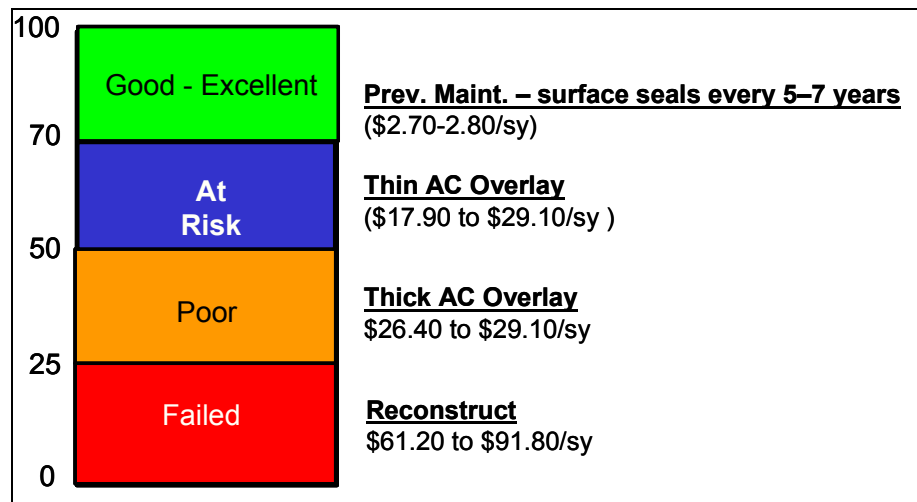 100
Good - Excellent
Prev. Maint. – surface seals every 5–7 years
($2.70-2.80/sy)
70
At
Risk
Thin AC Overlay
($17.90 to $29.10/sy )
50
Poor
Thick AC Overlay
$26.40 to $29.10/sy
25
Failed
Reconstruct
$61.20 to $91.80/sy
0